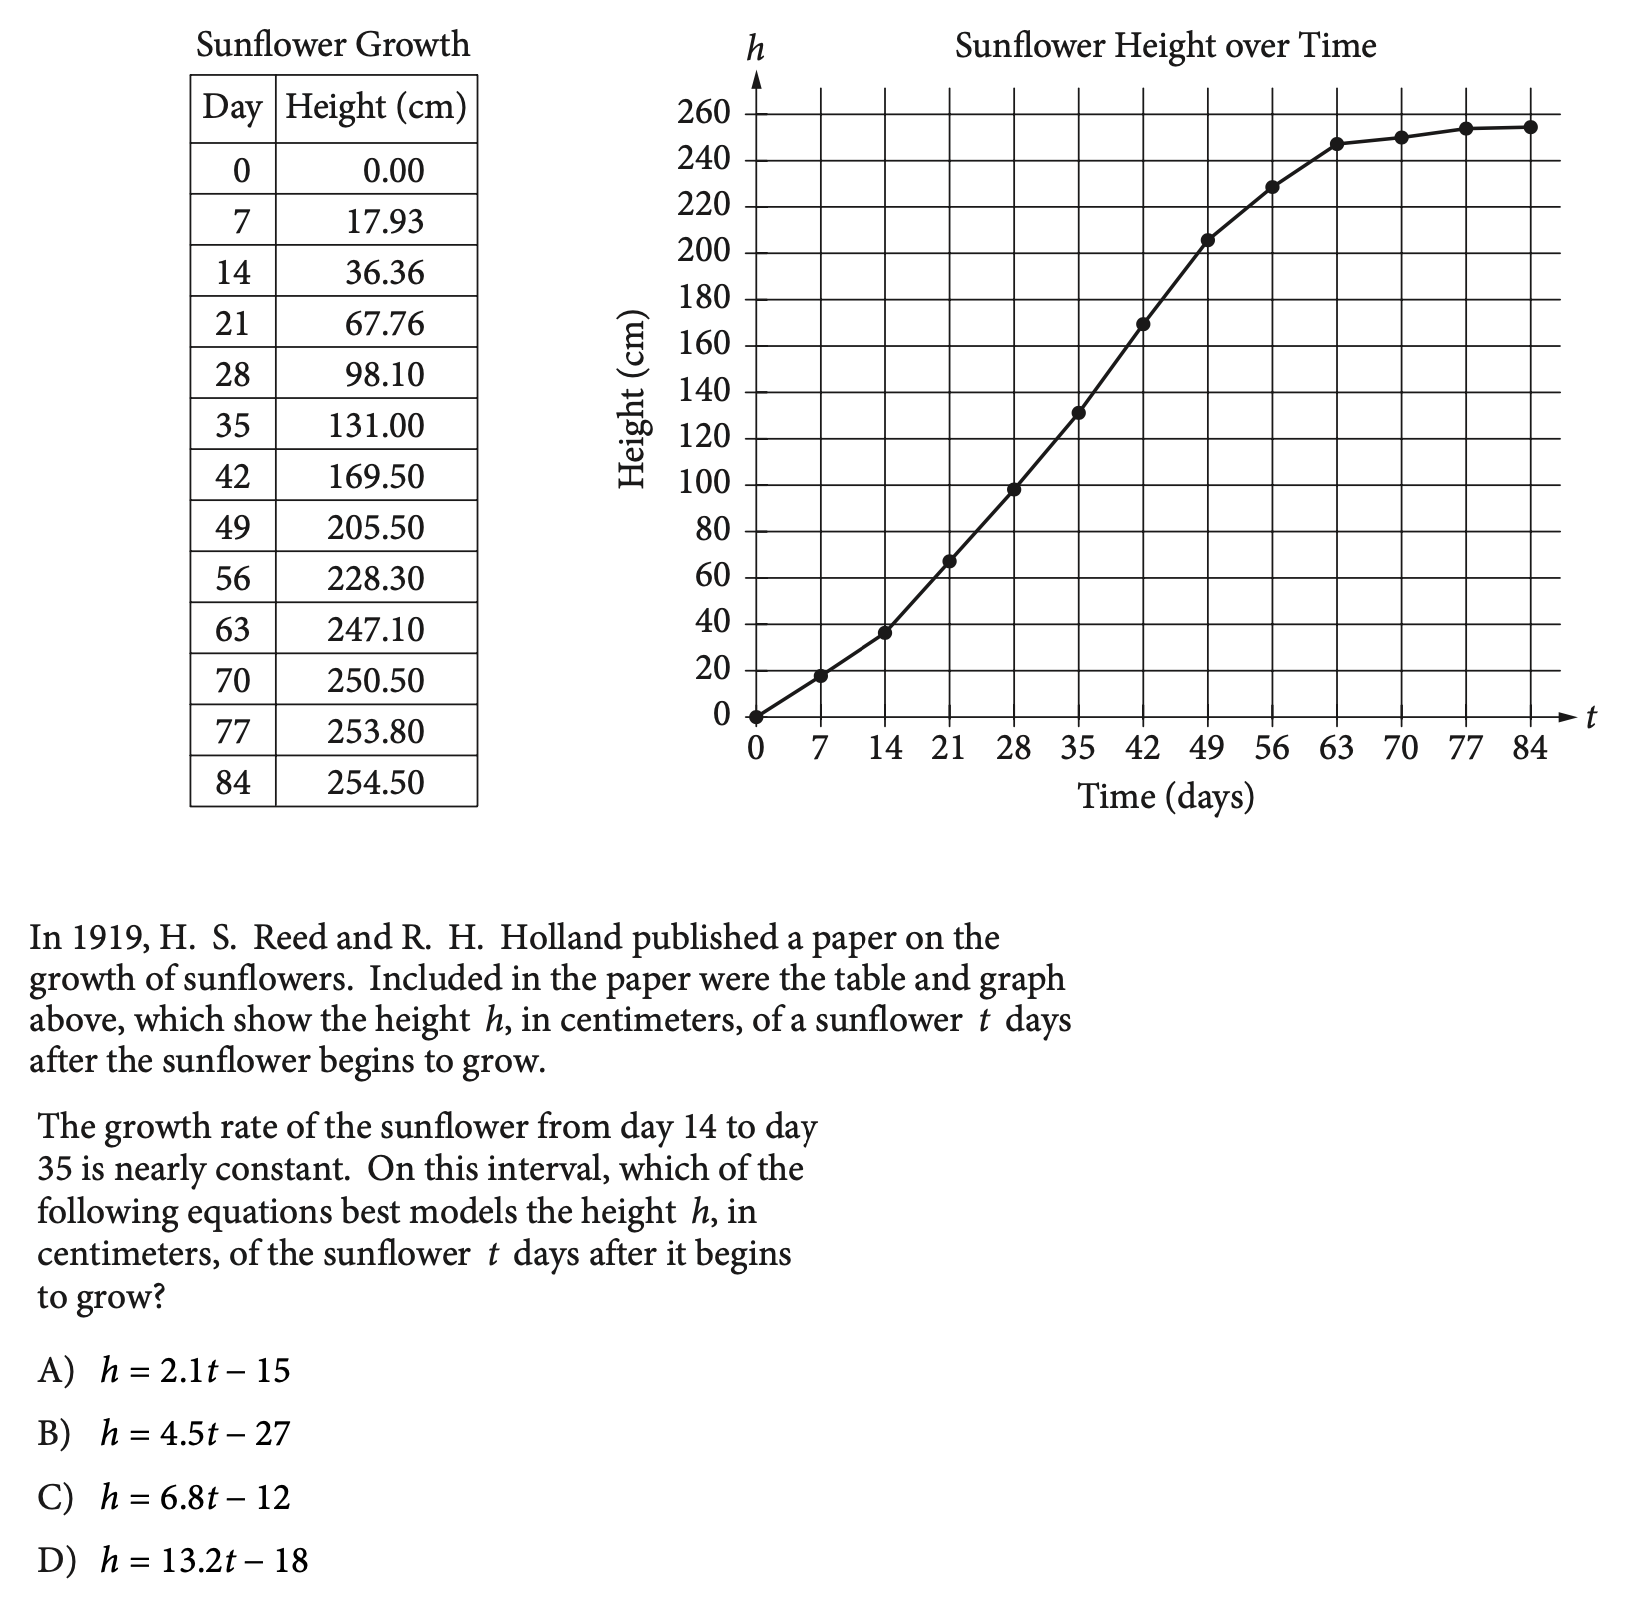 Sunflower Growth
Day Height (cm)
0 0.00
7 17.93
14 36.36
21 67.76
28 98.10
35 131.00
42 169.50
49 205.50
56 228.30
63 247.10
70 250.50
77 253.80
84 254.50
h
Sunflower Height over Time
260
240
220
200
180
160
140
120
100
80
60
40
20
0
Height (cm)
t
0 7 14 21 28 35 42 49 56 63 70 77 84
Time (days)
In 1919, H. S. Reed and R. H. Holland published a paper on the
growth of sunflowers. Included in the paper were the table and graph
above, which show the height h, in centimeters, of a sunflower t days
after the sunflower begins to grow.
The growth rate of the sunflower from day 14 to day
35 is nearly constant. On this interval, which of the
following equations best models the height h, in
centimeters, of the sunflower t days after it begins
to grow?
A) h = 2.1t – 15
B) h = 4.5t – 27
C) h = 6.8t – 12
D) h = 13.2t – 18